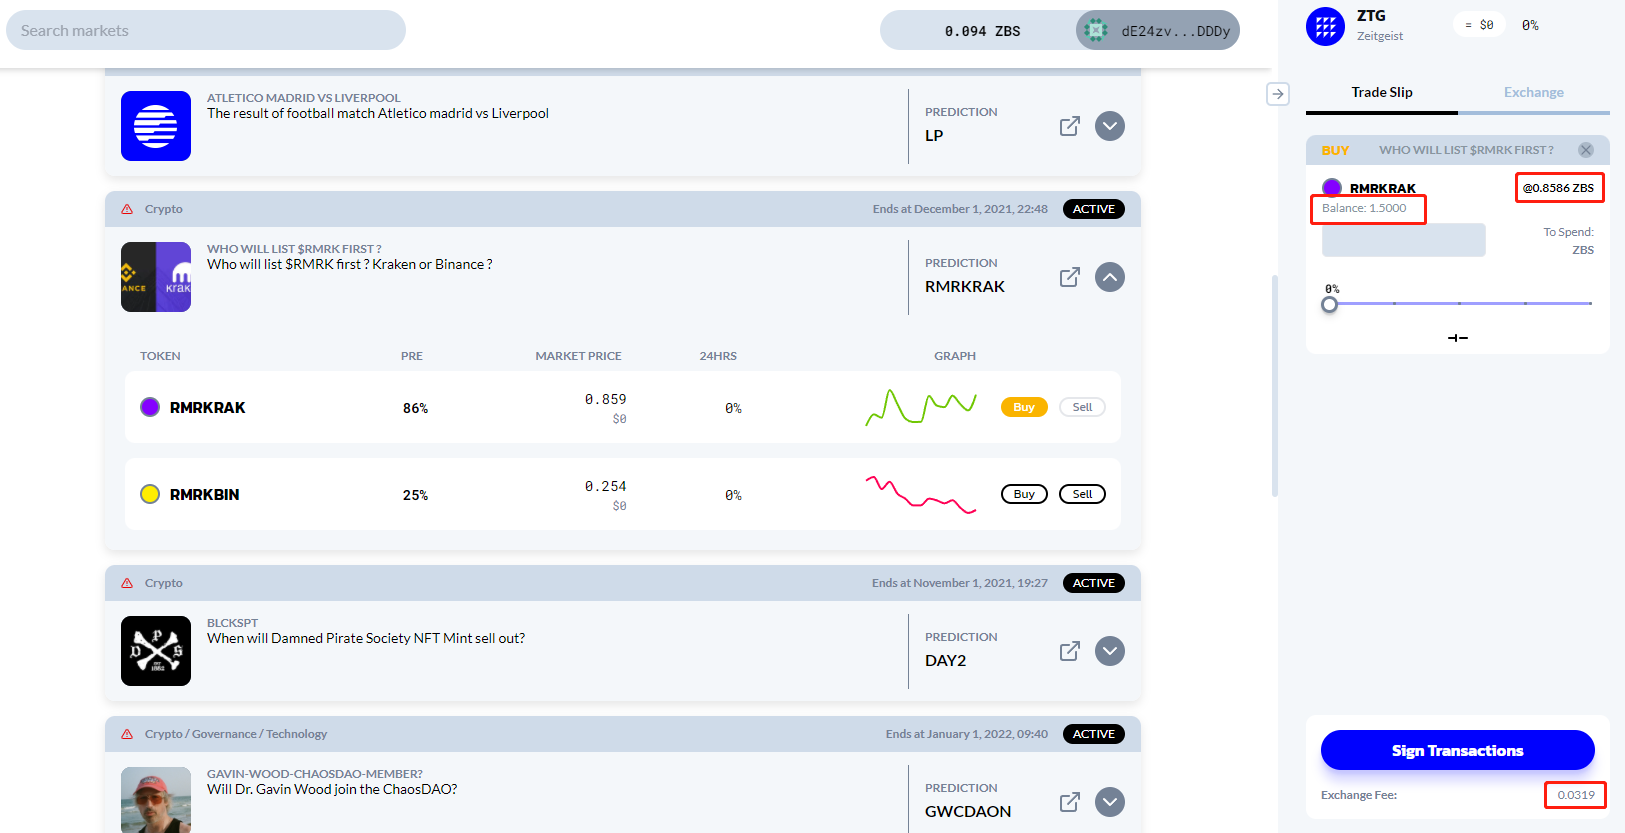 Search markets
0.094 ZBS
dE24zv...DDDy
ATLETICO MADRID VS LIVERPOOL
The result of football match Atletico madrid vs Liverpool
PREDICTION
LP
Crypto
Ends at December 1, 2021, 22:48
ACTIVE
ANCE
KRAK
WHO WILL LIST $RMRK FIRST ?
Who will list $RMRK first ? Kraken or Binance ?
PREDICTION
RMRKRAK
TOKEN
PRE
MARKET PRICE
24HRS
GRAPH
RMRKRAK
86%
0.859
$0
0%
Buy
Sell
RMRKBIN
25%
0.254
$0
0%
Buy
Sell
Crypto
Ends at November 1, 2021, 19:27
ACTIVE
P
D S
EST
1882
BLCKSPT
When will Damned Pirate Society NFT Mint sell out?
PREDICTION
DAY2
Crypto / Governance / Technology
Ends at January 1, 2022, 09:40
ACTIVE
GAVIN-WOOD-CHAOSDAO-MEMBER?
Will Dr. Gavin Wood join the ChaosDAO?
PREDICTION
GWCDAON
ZTG
Zeitgeist
= $0
0%
Trade Slip
Exchange
BUY
WHO WILL LIST $RMRK FIRST ?
RMRKRAK
@0.8586 ZBS
Balance: 1.5000
To Spend:
ZBS
0%
Sign Transactions
Exchange Fee:
0.0319